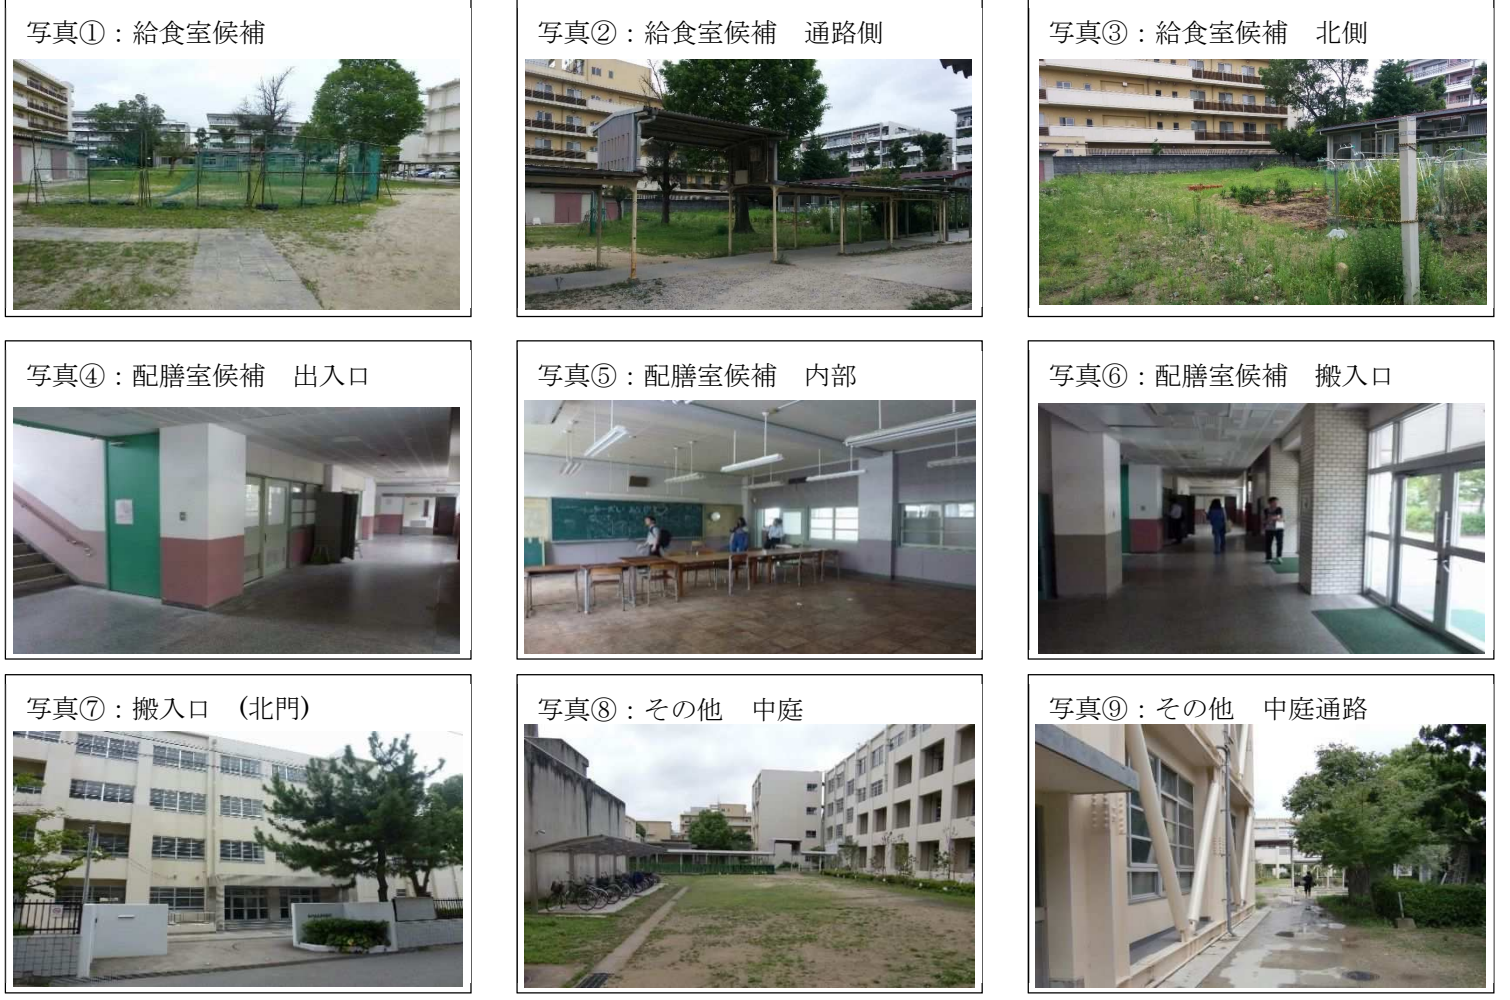 写真①：給食室候補
写真②：給食室候補　通路側
写真③：給食室候補　北側
写真④：配膳室候補　出入口
写真⑤：配膳室候補　内部
写真⑥：配膳室候補　搬入口
写真⑦：搬入口　(北門)
写真⑧：その他　中庭
写真⑨：その他　中庭通路